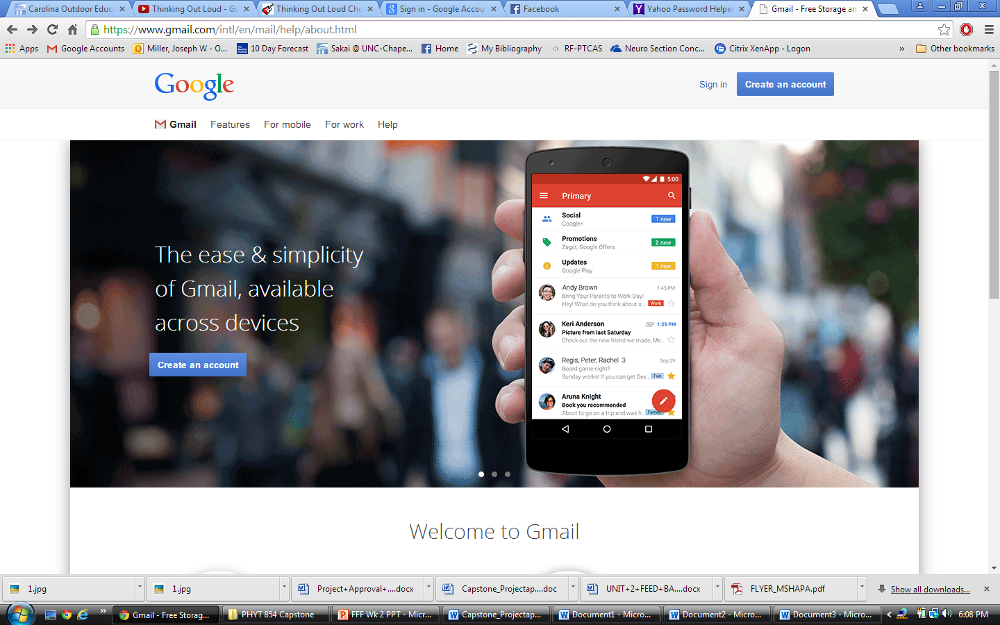 Carolina Outdoor Educa
Thinking Out Loud - Gu
Thinking Out Loud Cho
Sign in - Google Accou
Facebook
Yahoo Password Helper
Gmail - Free Storage an
https://www.gmail.com/intl/en/mail/help/about.html
Apps
Google Accounts
Miller, Joseph W - O...
10 Day Forecast
Sakai @ UNC-Chape...
Home
My Bibliography
RF-PTCAS
Neuro Section Conc...
Citrix XenApp - Logon
»
Other bookmarks
Google
Sign in
Create an account
Gmail
Features
For mobile
For work
Help
The ease & simplicity
of Gmail, available
across devices
Create an account
5:00
Primary
Social
Google+
1 new
Promotions
Zagat, Google Offers
2 new
Updates
Google Play
1 new
Andy Brown
1:45 PM
Bring Your Parents to Work Day!
Hey! What do you think about a...
Work
Keri Anderson
1:39 PM
Picture from last Saturday
Check out the new friend we made, Me...
Regis, Peter, Rachel 3
Sep 29
Board game night?
Sunday works! If you can get Dex...
Fun
Aruna Knight
Book you recommended
About to go on a trip and was h...
Family
Welcome to Gmail
1.jpg
1.jpg
Project+Approval+....docx
Capstone_Projectap....doc
UNIT+2+FEED+BA....docx
FLYER_MSHAPA.pdf
Show all downloads...
»
Gmail - Free Storag...
PHYT 854 Capstone
FFF Wk 2 PPT - Micr...
Capstone_Projectap...
Document1 - Micro...
Document2 - Micro...
Document3 - Micro...
6:08 PM